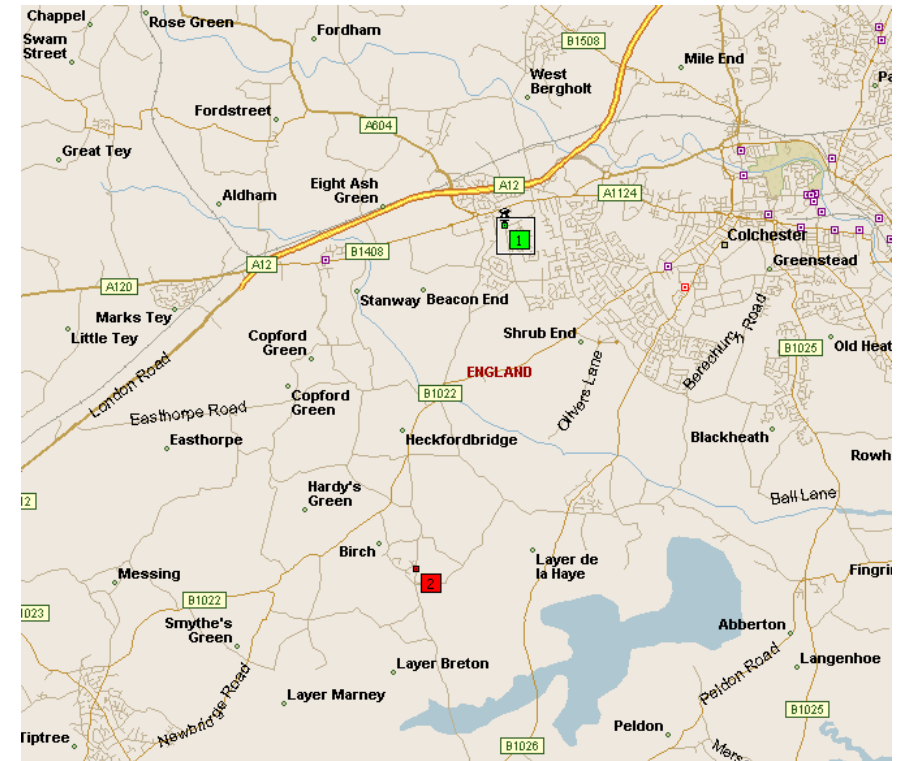 Chappel
Rose Green
Fordham
Swam
Street
B1508
Mile End
West
Bergholt
Pa
Fordstreet
A604
Great Tey
Eight Ash
Green
A12
A1124
Aldham
1
Colchester
B1408
A12
Greenstead
A120
Stanway
Beacon End
Marks Tey
Little Tey
Copford
Green
Shrub End
Road
B1025
Old Heat
ENGLAND
London Road
Copford
Green
B1022
Olivers Lane
Easthorpe Road
Easthorpe
Heckfordbridge
Blackheath
Rowh
Hardy's
Green
12
Ball Lane
Birch
Layer de
la Haye
Messing
2
Fingri
B1022
1023
Smythe's
Green
Abberton
Layer Breton
Langenhoe
Peldon Road
Newbridge Road
Layer Marney
B1025
Peldon
Tiptree
B1026
Mers